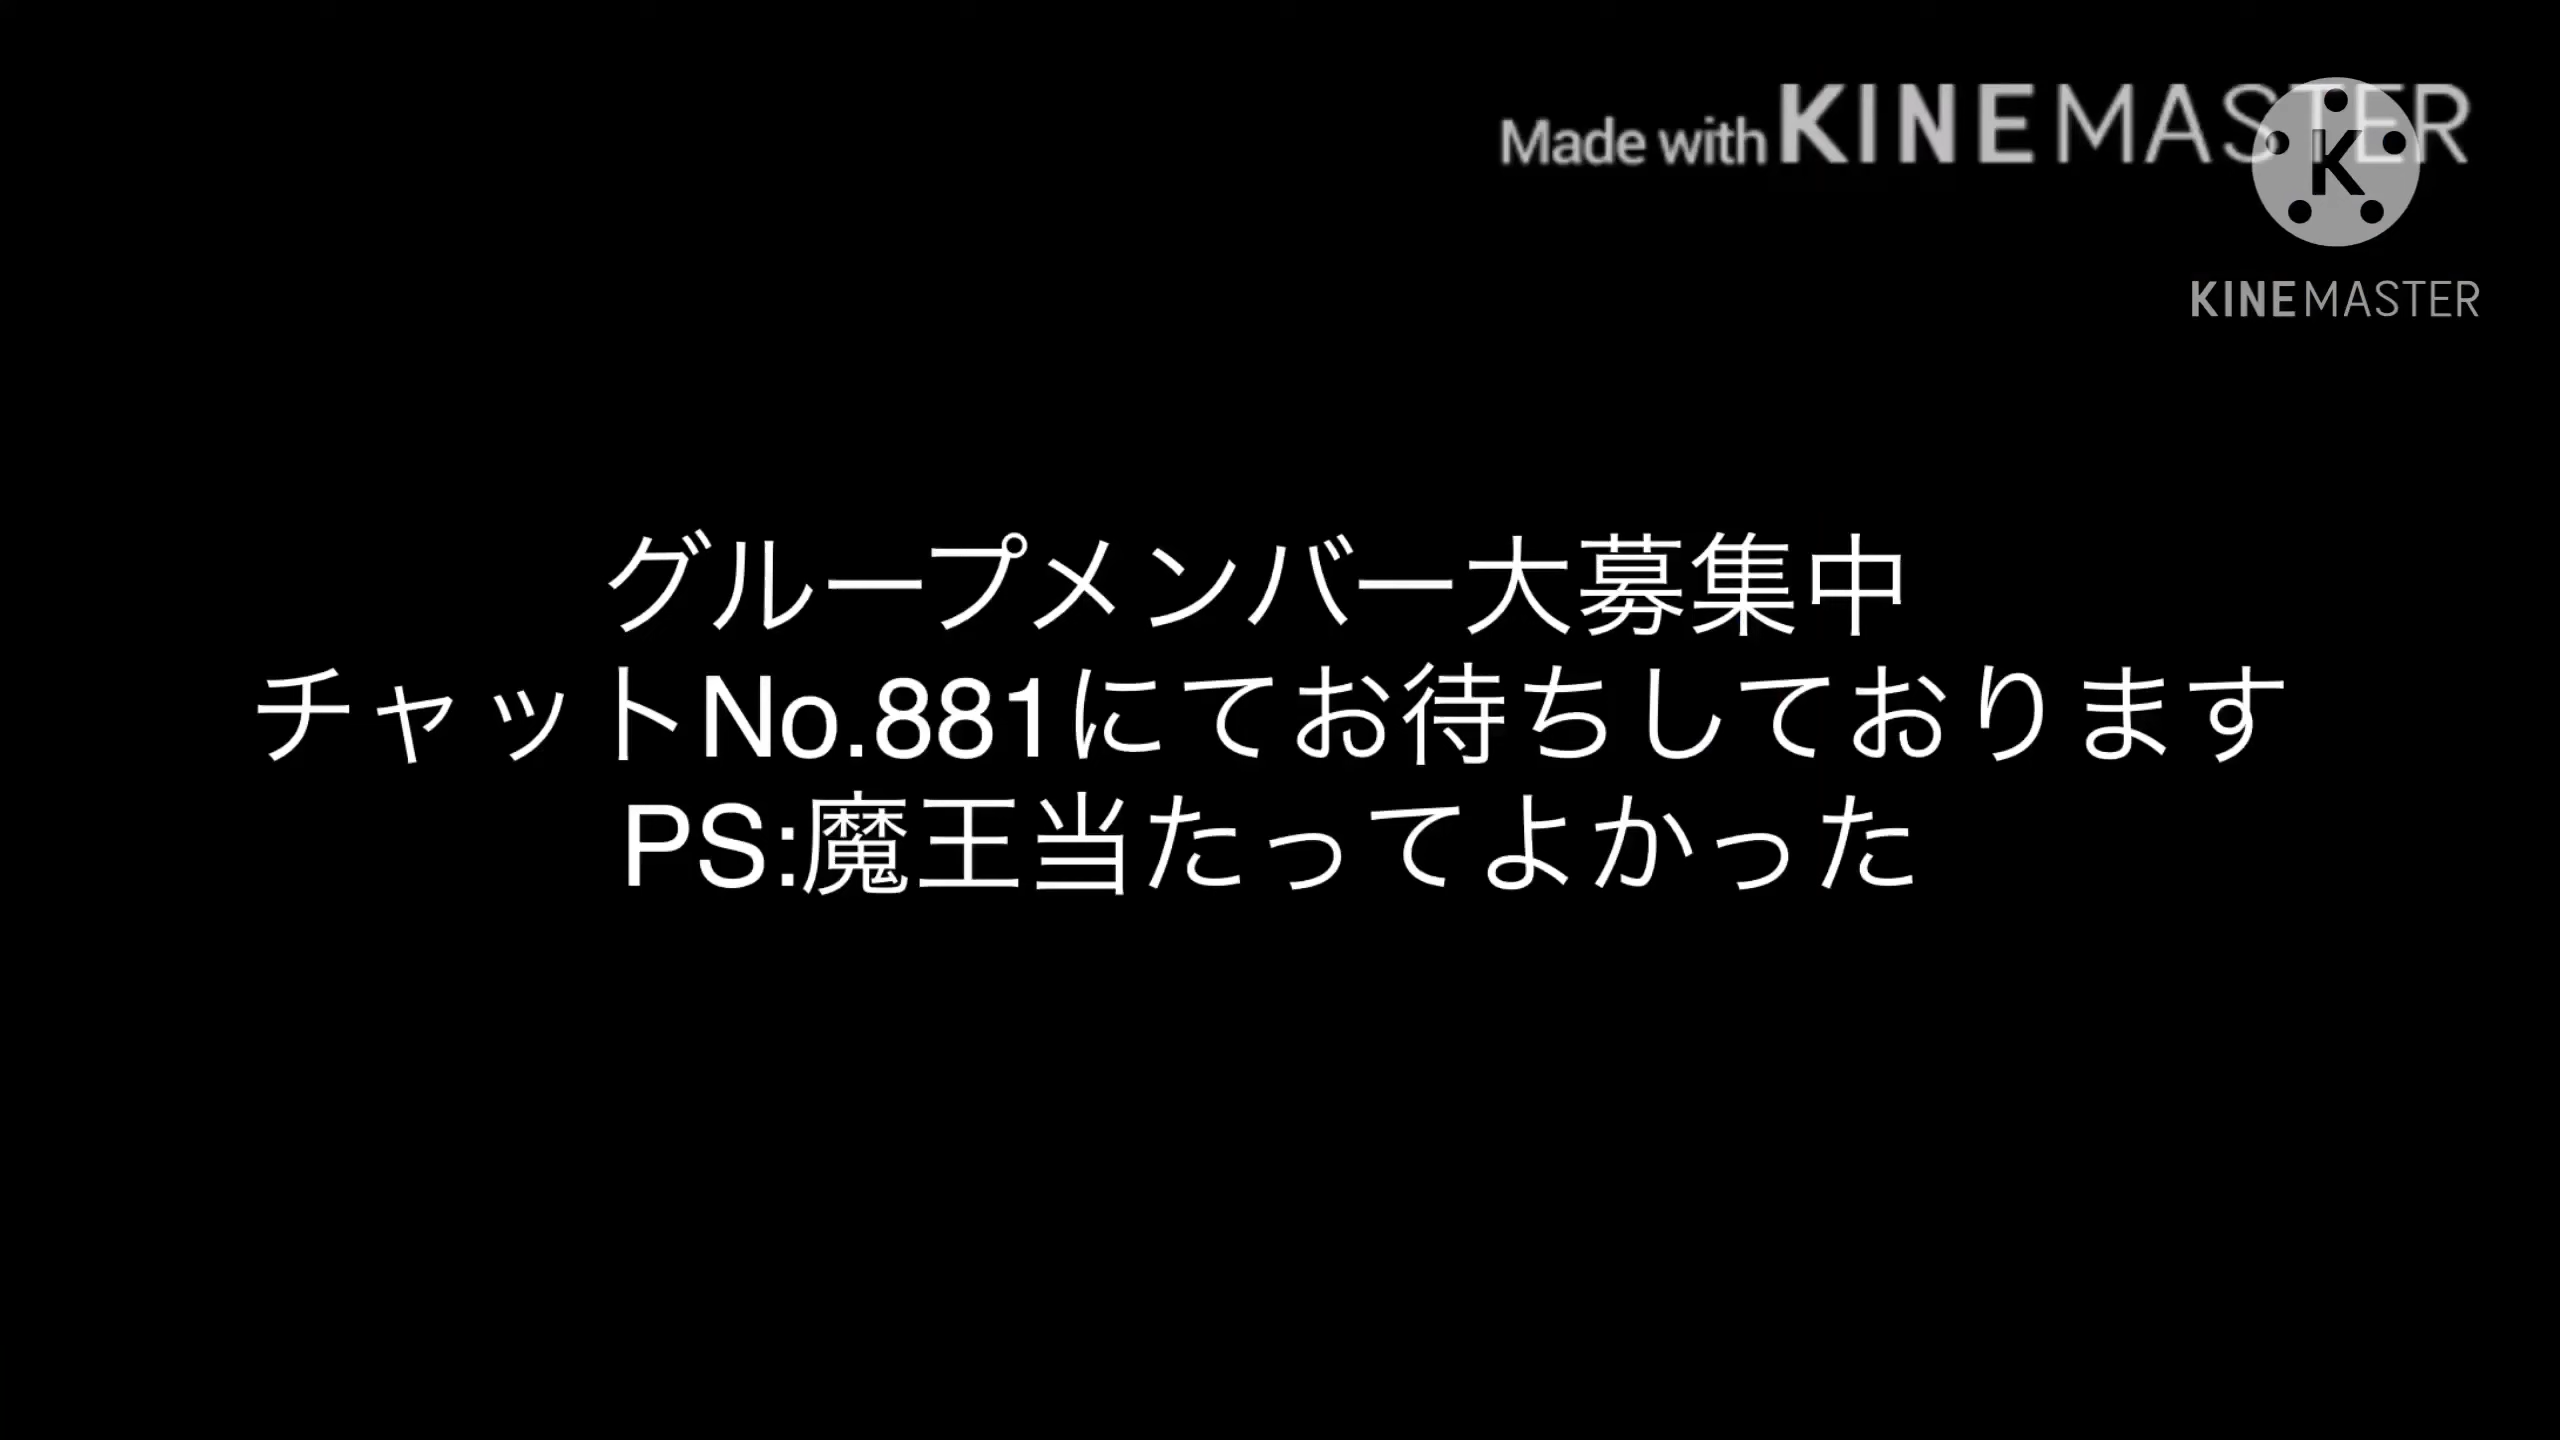 Made with KINEMASTER
K
KINEMASTER
グループメンバー大募集中
チャットNo.881にてお待ちしております
PS:魔王当たってよかった